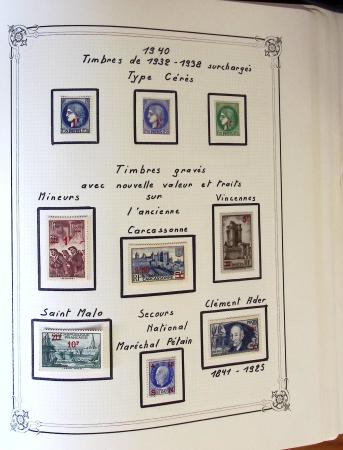 1940
Timbres de 1932-1938 surchargés
Type Cérès
Timbres gravés
avec nouvelle valeur et traits
Mineurs sur Vincennes
l'ancienne
Carcassonne
Saint Malo Secours Clément Ader
National
Maréchal Pétain
1841-1925